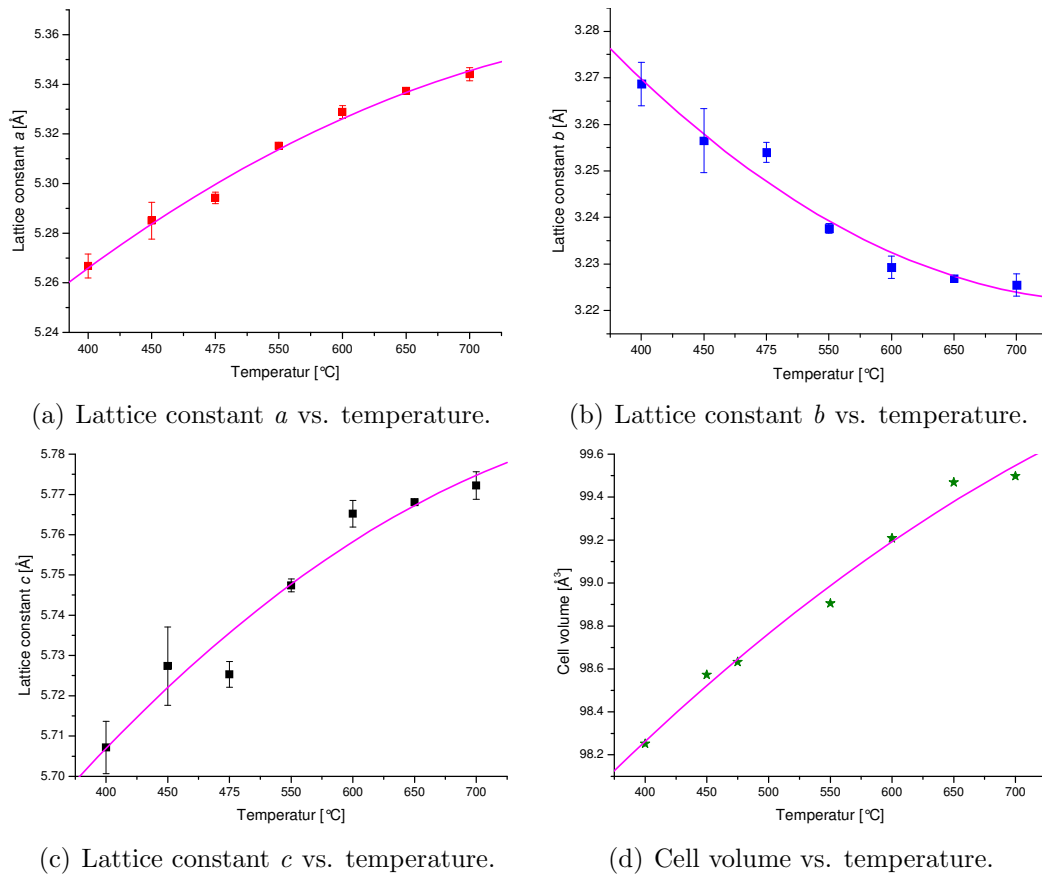 5.36
5.34
5.32
5.30
5.28
5.26
5.24
Lattice constant a [Å]
400 450 475 550 600 650 700
Temperatur [°C]
(a) Lattice constant a vs. temperature.
3.28
3.27
3.26
3.25
3.24
3.23
3.22
Lattice constant b [Å]
400 450 475 550 600 650 700
Temperatur [°C]
(b) Lattice constant b vs. temperature.
5.78
5.77
5.76
5.75
5.74
5.73
5.72
5.71
5.70
Lattice constant c [Å]
400 450 475 550 600 650 700
Temperatur [°C]
(c) Lattice constant c vs. temperature.
99.6
99.4
99.2
99.0
98.8
98.6
98.4
98.2
Cell volume [Å³]
400 450 500 550 600 650 700
Temperatur [°C]
(d) Cell volume vs. temperature.